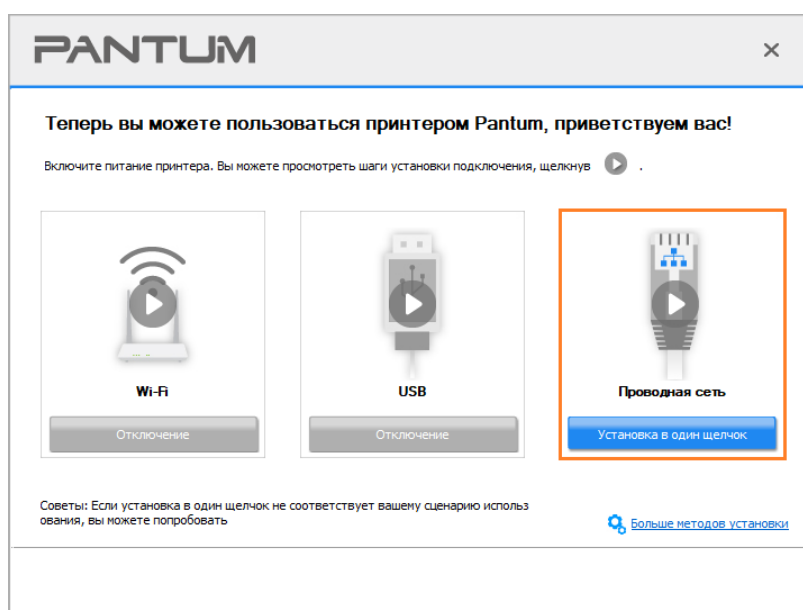 PANTUM
Теперь вы можете пользоваться принтером Pantum, приветствуем вас!
Включите питание принтера. Вы можете просмотреть шаги установки подключения, щелкнув .
Wi-Fi
USB
Проводная сеть
Отключение
Отключение
Установка в один щелчок
Советы: Если установка в один щелчок не соответствует вашему сценарию использ
ования, вы можете попробовать
Больше методов установки